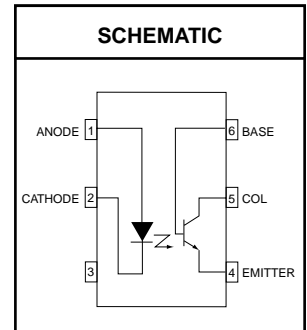 SCHEMATIC
ANODE 1
6 BASE
CATHODE 2
5 COL
3
4 EMITTER